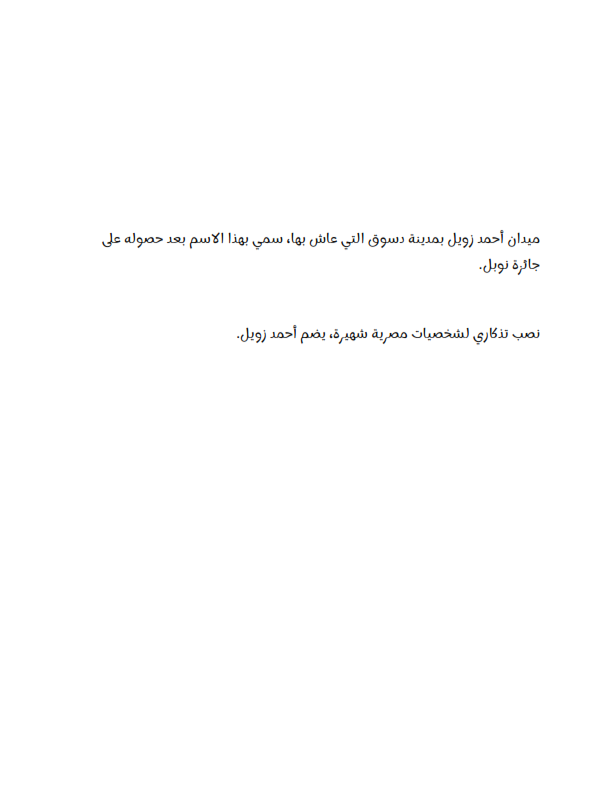 ميدان أحمد زويل بمدينة دسوق التي عاش بها، سمي بهذا الاسم بعد حصوله على
جائزة نوبل.
نصب تذكاري لشخصيات مصرية شهيرة، يضم أحمد زويل.